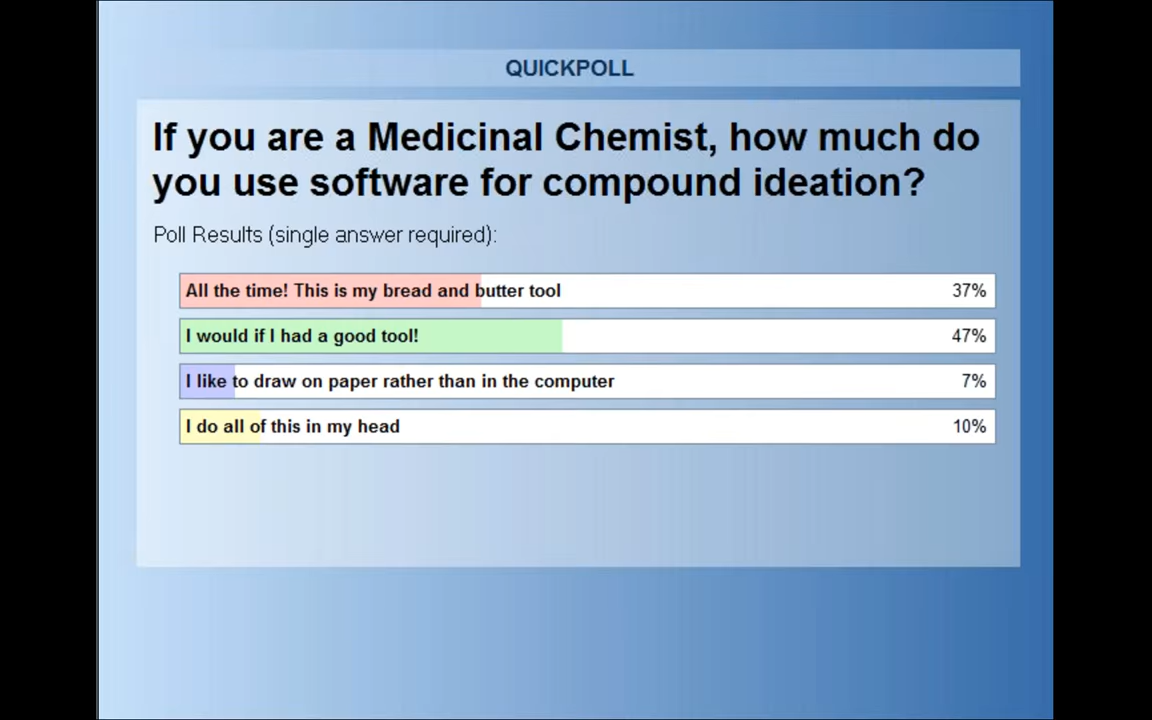 QUICKPOLL
If you are a Medicinal Chemist, how much do
you use software for compound ideation?
Poll Results (single answer required):
All the time! This is my bread and butter tool 37%
I would if I had a good tool! 47%
I like to draw on paper rather than in the computer 7%
I do all of this in my head 10%